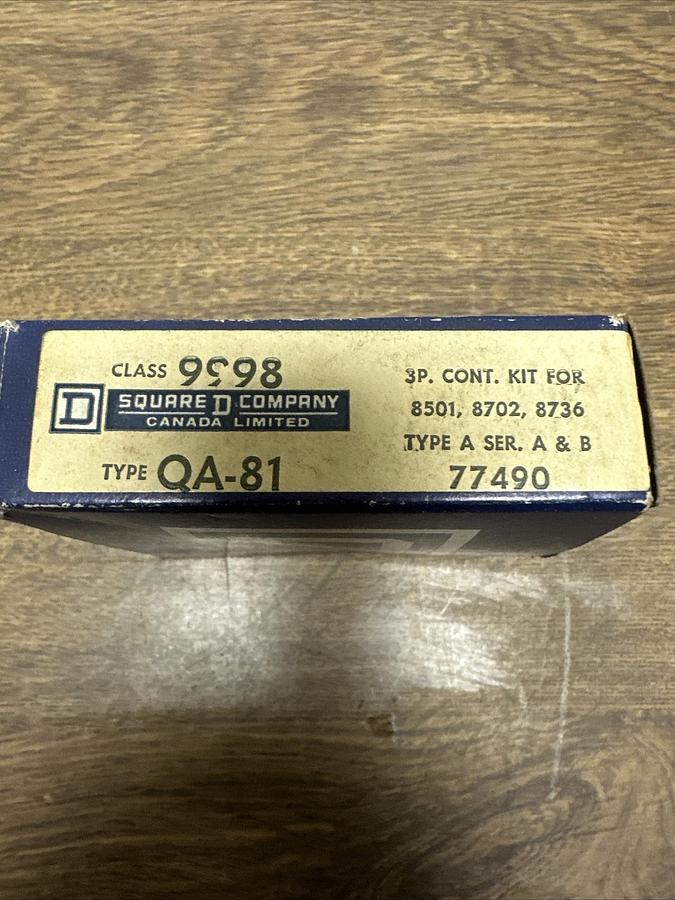 CLASS 9998
D SQUARE D COMPANY
CANADA LIMITED
TYPE QA-81
3P. CONT. KIT FOR
8501, 8702, 8736
TYPE A SER. A & B
77490